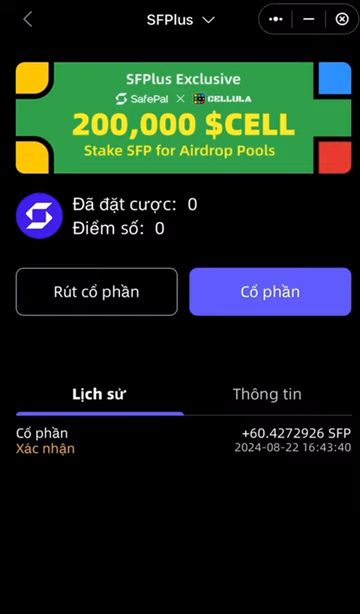 SFPlus
SFPlus Exclusive
SafePal × CELLULA
200,000 $CELL
Stake SFP for Airdrop Pools
Đã đặt cược: 0
Điểm số: 0
Rút cổ phần
Cổ phần
Lịch sử
Thông tin
Cổ phần +60.4272926 SFP
Xác nhận 2024-08-22 16:43:40